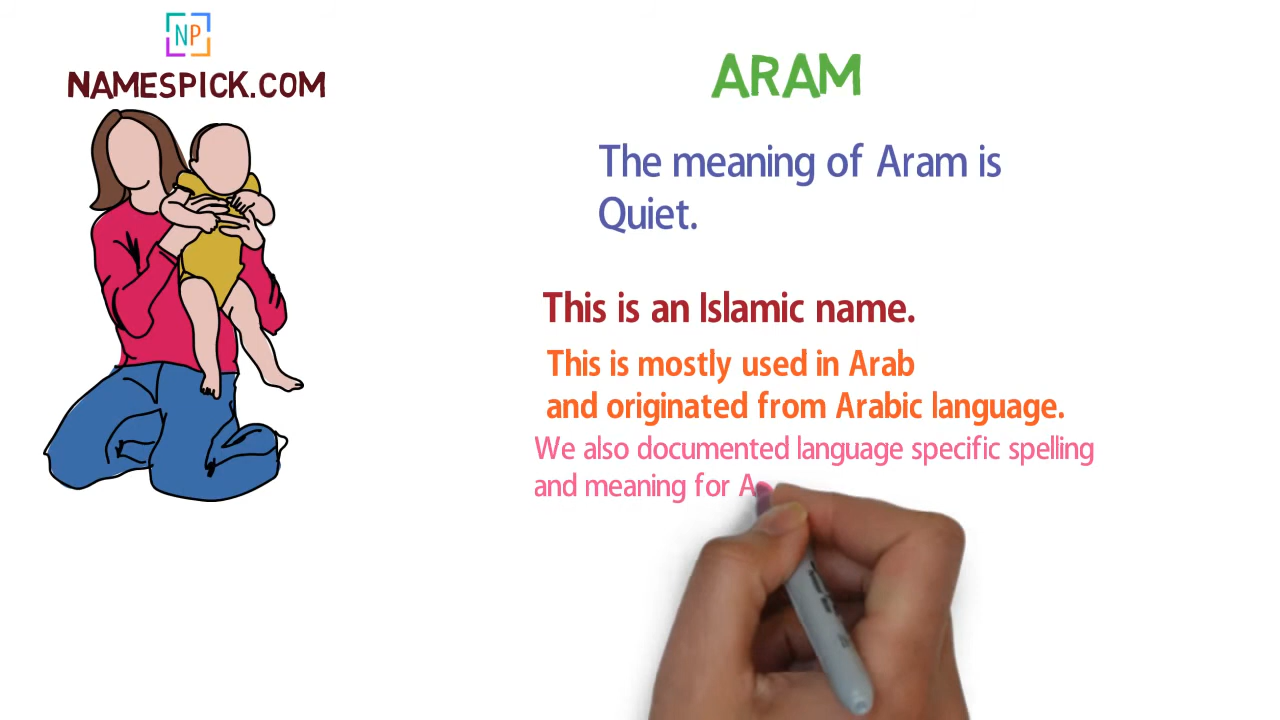 NP
NAMESPICK.COM
ARAM
The meaning of Aram is
Quiet.
This is an Islamic name.
This is mostly used in Arab
and originated from Arabic language.
We also documented language specific spelling
and meaning for A